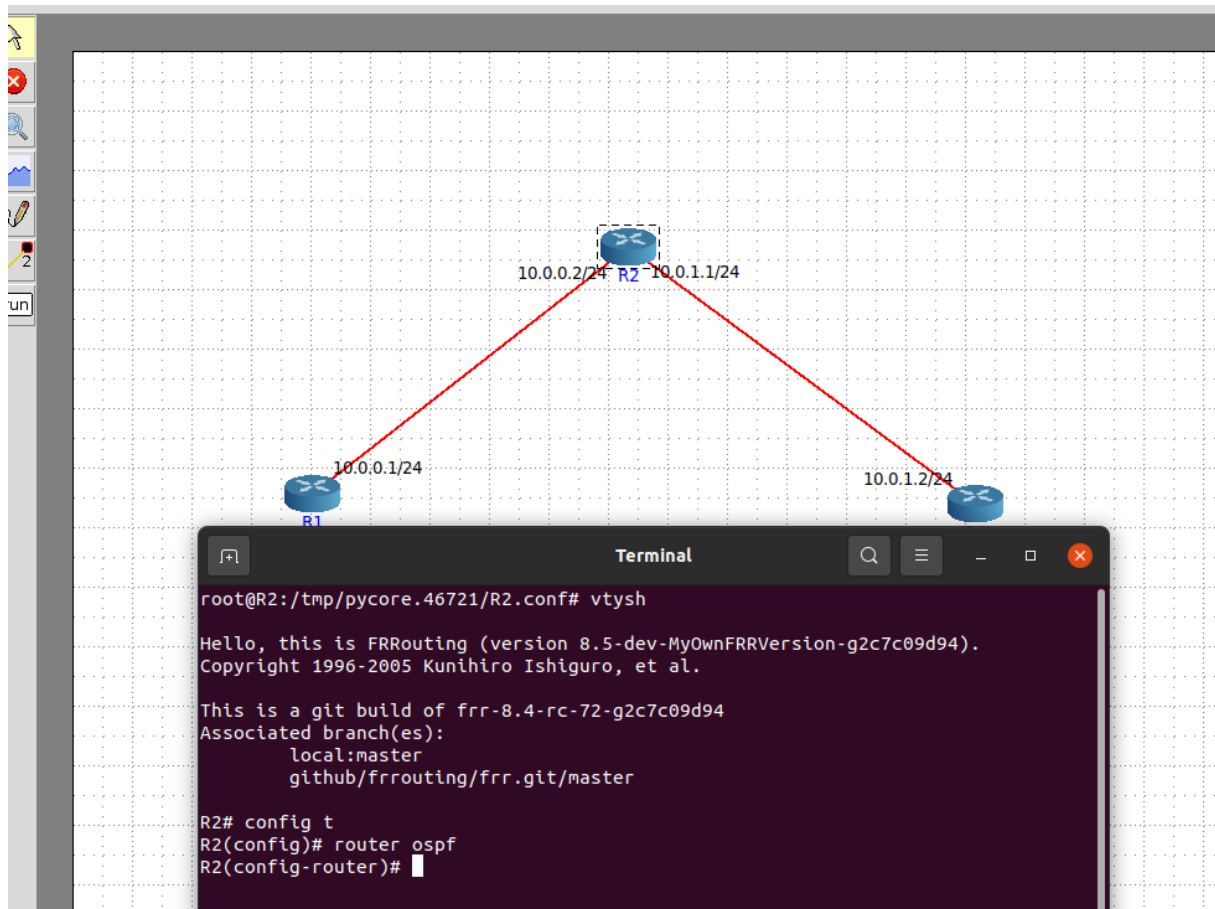 2
un
10.0.0.2/24
R2
10.0.1.1/24
10.0.0.1/24
R1
10.0.1.2/24
Terminal
root@R2:/tmp/pycore.46721/R2.conf# vtysh
Hello, this is FRRouting (version 8.5-dev-MyOwnFRRVersion-g2c7c09d94).
Copyright 1996-2005 Kunihiro Ishiguro, et al.
This is a git build of frr-8.4-rc-72-g2c7c09d94
Associated branch(es):
local:master
github/frrouting/frr.git/master
R2# config t
R2(config)# router ospf
R2(config-router)#